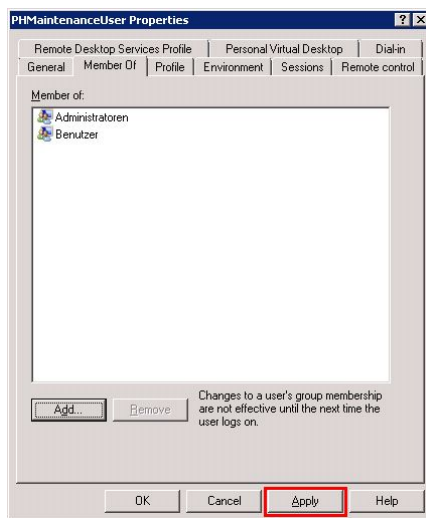 PHMaintenanceUser Properties
Remote Desktop Services Profile Personal Virtual Desktop Dial-in
General Member Of Profile Environment Sessions Remote control
Member of:
Administratoren
Benutzer
Add... Remove
Changes to a user's group membership
are not effective until the next time the
user logs on.
OK Cancel Apply Help